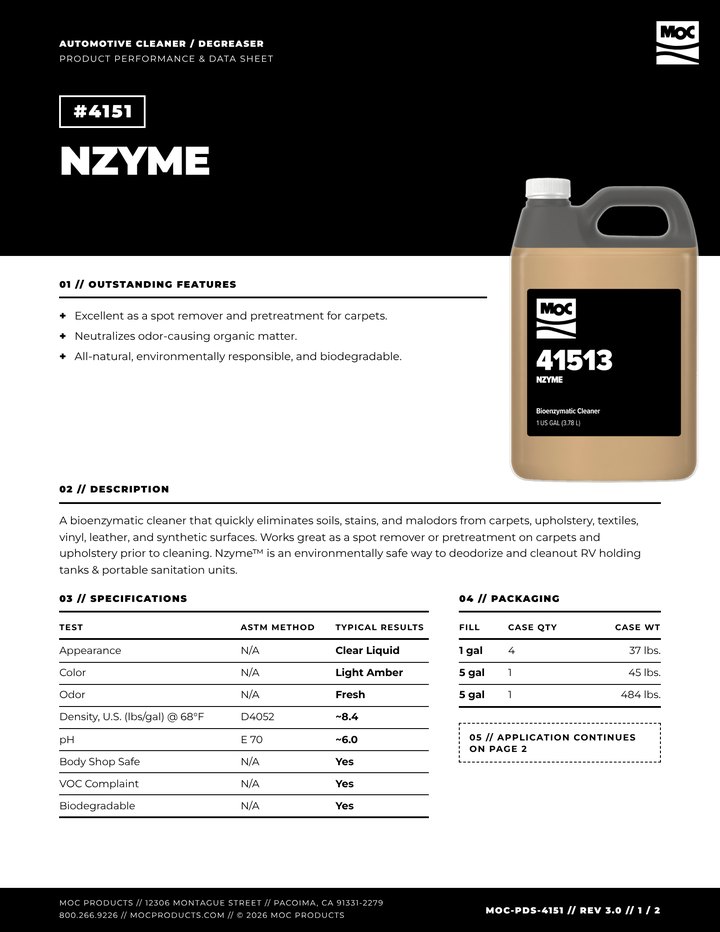 AUTOMOTIVE CLEANER / DEGREASER
PRODUCT PERFORMANCE & DATA SHEET
MOC
#4151
NZYME
01 // OUTSTANDING FEATURES
+ Excellent as a spot remover and pretreatment for carpets.
+ Neutralizes odor-causing organic matter.
+ All-natural, environmentally responsible, and biodegradable.
MOC
41513
NZYME
Bioenzymatic Cleaner
1 US GAL (3.78 L)
02 // DESCRIPTION
A bioenzymatic cleaner that quickly eliminates soils, stains, and malodors from carpets, upholstery, textiles,
vinyl, leather, and synthetic surfaces. Works great as a spot remover or pretreatment on carpets and
upholstery prior to cleaning. Nzyme™ is an environmentally safe way to deodorize and cleanout RV holding
tanks & portable sanitation units.
03 // SPECIFICATIONS
TEST ASTM METHOD TYPICAL RESULTS
Appearance N/A Clear Liquid
Color N/A Light Amber
Odor N/A Fresh
Density, U.S. (lbs/gal) @ 68°F D4052 ~8.4
pH E 70 ~6.0
Body Shop Safe N/A Yes
VOC Complaint N/A Yes
Biodegradable N/A Yes
04 // PACKAGING
FILL CASE QTY CASE WT
1 gal 4 37 lbs.
5 gal 1 45 lbs.
5 gal 1 484 lbs.
05 // APPLICATION CONTINUES
ON PAGE 2
MOC PRODUCTS // 12306 MONTAGUE STREET // PACOIMA, CA 91331-2279
800.266.9226 // MOCPRODUCTS.COM // © 2026 MOC PRODUCTS
MOC-PDS-4151 // REV 3.0 // 1 / 2